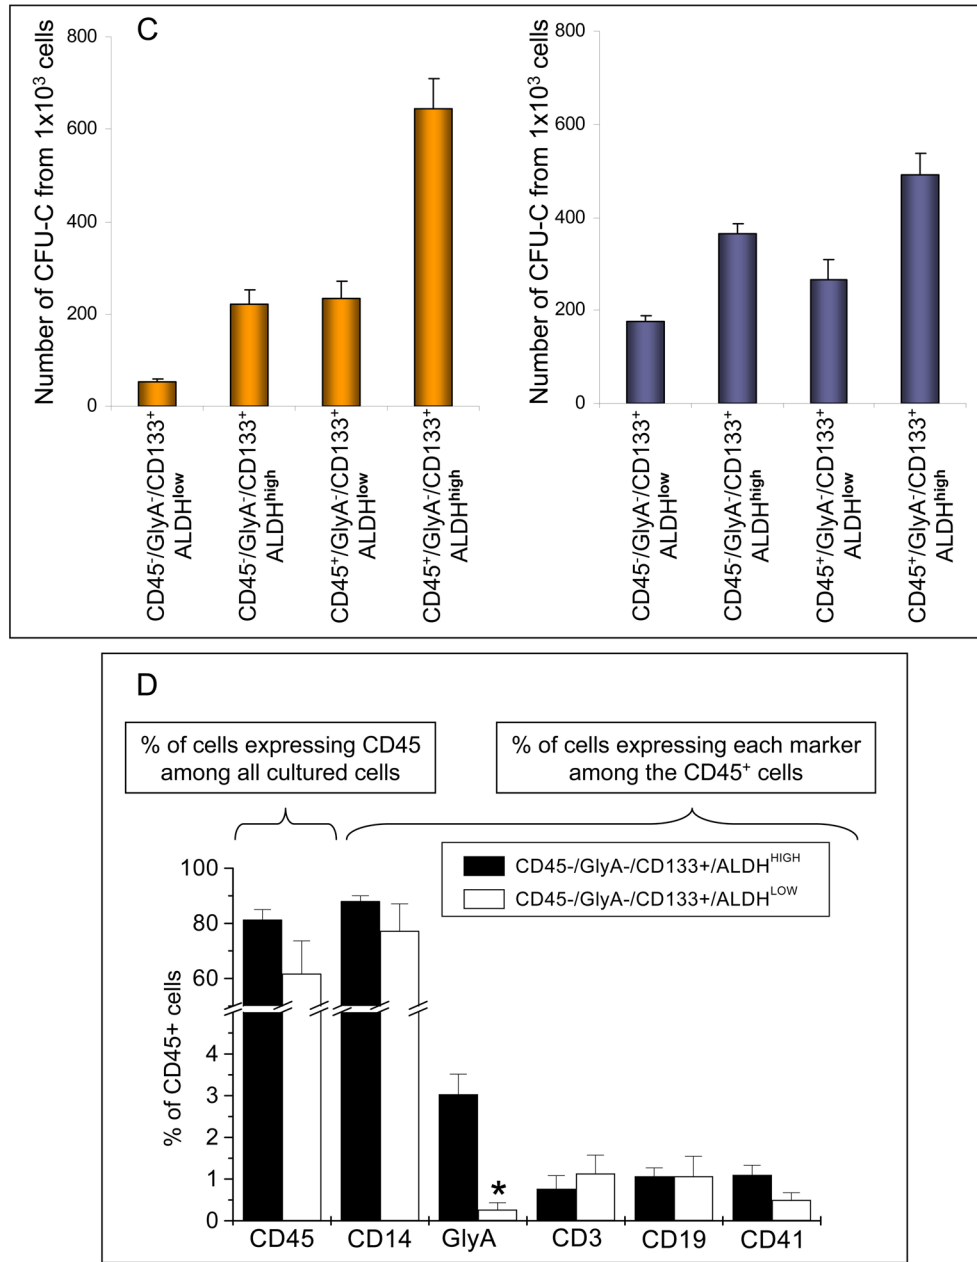 C
Number of CFU-C from 1x10³ cells
800
600
400
200
0
CD45⁻/GlyA⁻/CD133⁺
ALDHˡᵒʷ
CD45⁻/GlyA⁻/CD133⁺
ALDHʰⁱᵍʰ
CD45⁺/GlyA⁻/CD133⁺
ALDHˡᵒʷ
CD45⁺/GlyA⁻/CD133⁺
ALDHʰⁱᵍʰ
Number of CFU-C from 1x10³ cells
800
600
400
200
0
CD45⁻/GlyA⁻/CD133⁺
ALDHˡᵒʷ
CD45⁻/GlyA⁻/CD133⁺
ALDHʰⁱᵍʰ
CD45⁺/GlyA⁻/CD133⁺
ALDHˡᵒʷ
CD45⁺/GlyA⁻/CD133⁺
ALDHʰⁱᵍʰ
D
% of cells expressing CD45
among all cultured cells
% of cells expressing each marker
among the CD45⁺ cells
CD45-/GlyA-/CD133+/ALDHᴴᴵᴳᴴ
CD45-/GlyA-/CD133+/ALDHᴸᴼᵂ
% of CD45+ cells
100
80
60
4
3
2
1
0
*
CD45 CD14 GlyA CD3 CD19 CD41